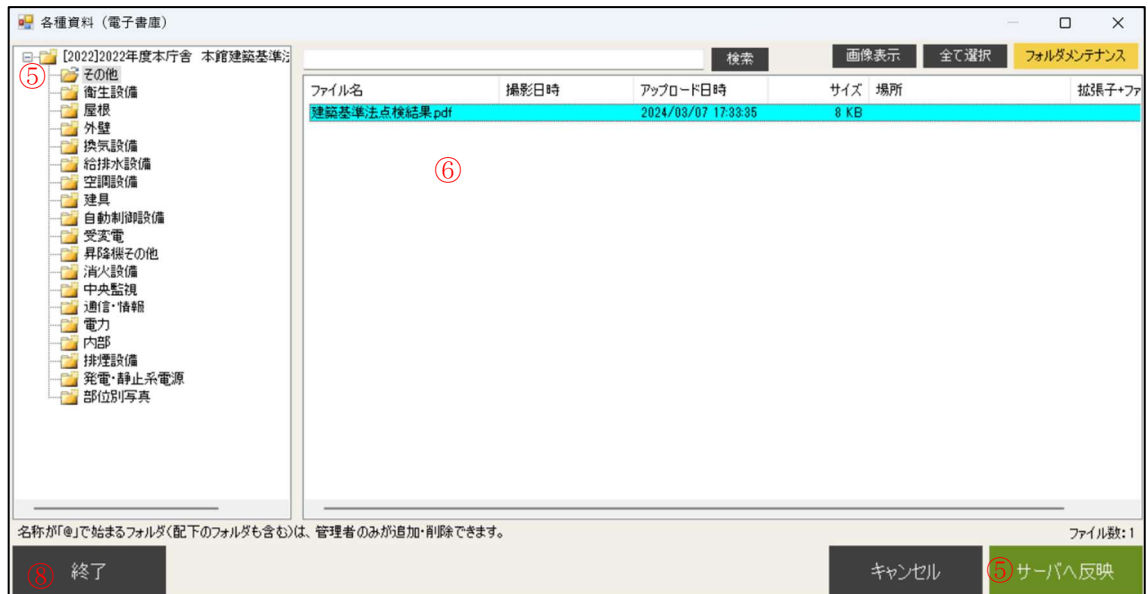 各種資料（電子書庫）
[2022]2022年度本庁舎 本館建築基準法
⑤
その他
衛生設備
屋根
外壁
換気設備
給排水設備
空調設備
建具
自動制御設備
受変電
昇降機その他
消火設備
中央監視
通信・情報
電力
内部
排煙設備
発電・静止系電源
部位別写真
検索
画像表示
全て選択
フォルダメンテナンス
ファイル名 撮影日時 アップロード日時 サイズ 場所 拡張子+ファ
建築基準法点検結果.pdf 2024/03/07 17:33:35 8 KB
⑥
名称が「@」で始まるフォルダ(配下のフォルダも含む)は、管理者のみが追加・削除できます。
ファイル数:1
⑧ 終了
キャンセル
⑤ サーバへ反映